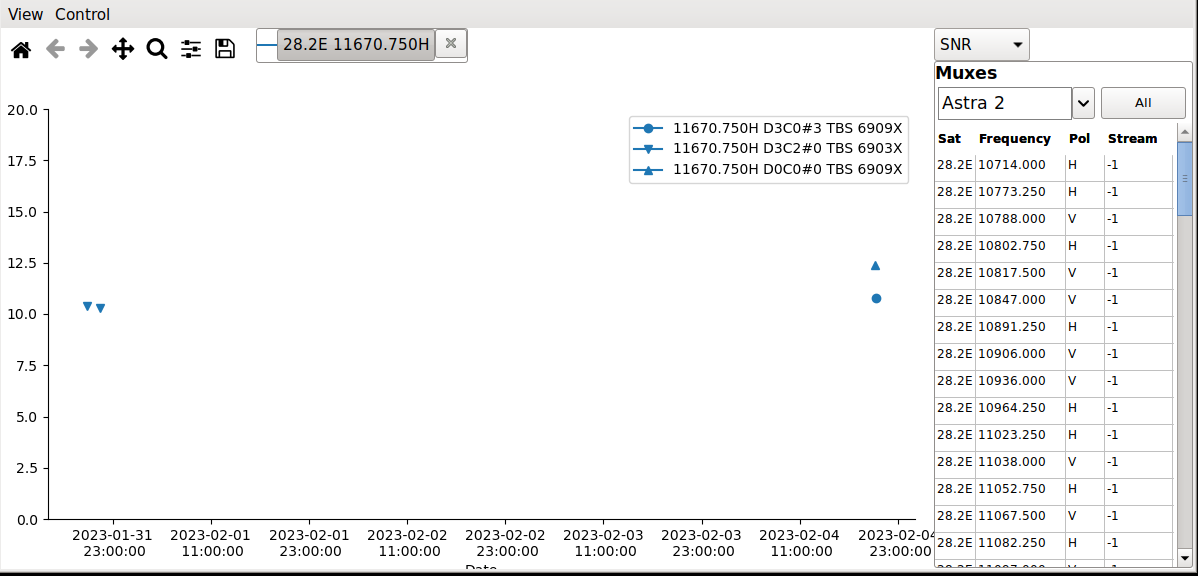 View Control
28.2E 11670.750H
SNR
Muxes
Astra 2
All
Sat Frequency Pol Stream
28.2E 10714.000 H -1
28.2E 10773.250 H -1
28.2E 10788.000 V -1
28.2E 10802.750 H -1
28.2E 10817.500 V -1
28.2E 10847.000 V -1
28.2E 10891.250 H -1
28.2E 10906.000 V -1
28.2E 10936.000 V -1
28.2E 10964.250 H -1
28.2E 11023.250 H -1
28.2E 11038.000 V -1
28.2E 11052.750 H -1
28.2E 11067.500 V -1
28.2E 11082.250 H -1
11670.750H D3C0#3 TBS 6909X
11670.750H D3C2#0 TBS 6903X
11670.750H D0C0#0 TBS 6909X
20.0
17.5
15.0
12.5
10.0
7.5
5.0
2.5
0.0
2023-01-31 2023-02-01 2023-02-01 2023-02-02 2023-02-02 2023-02-03 2023-02-03 2023-02-04 2023-02-04
23:00:00 11:00:00 23:00:00 11:00:00 23:00:00 11:00:00 23:00:00 11:00:00 23:00:00
Date